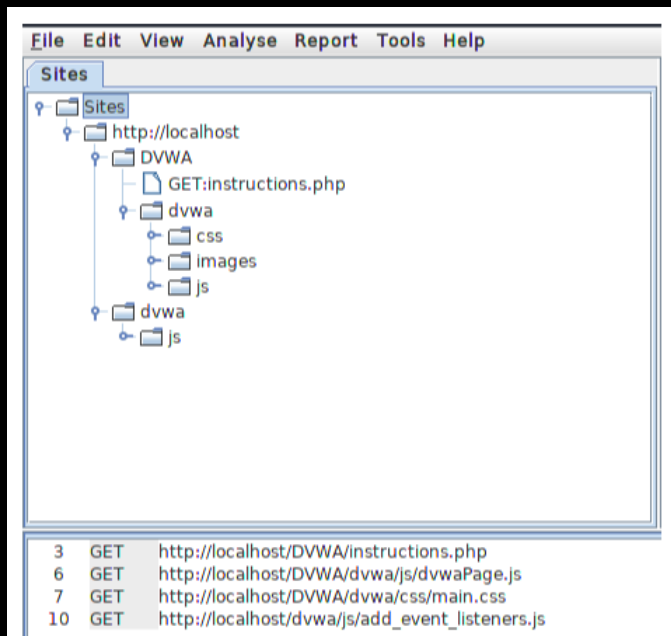 File Edit View Analyse Report Tools Help
Sites
Sites
http://localhost
DVWA
GET:instructions.php
dvwa
css
images
js
dvwa
js
3 GET http://localhost/DVWA/instructions.php
6 GET http://localhost/DVWA/dvwa/js/dvwaPage.js
7 GET http://localhost/DVWA/dvwa/css/main.css
10 GET http://localhost/dvwa/js/add_event_listeners.js